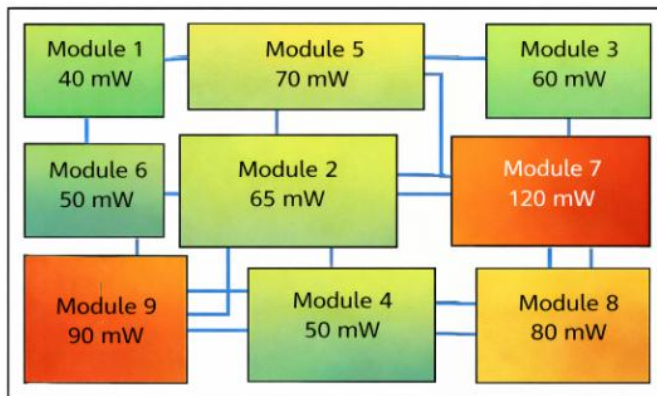 Module 1
40 mW
Module 5
70 mW
Module 3
60 mW
Module 6
50 mW
Module 2
65 mW
Module 7
120 mW
Module 9
90 mW
Module 4
50 mW
Module 8
80 mW